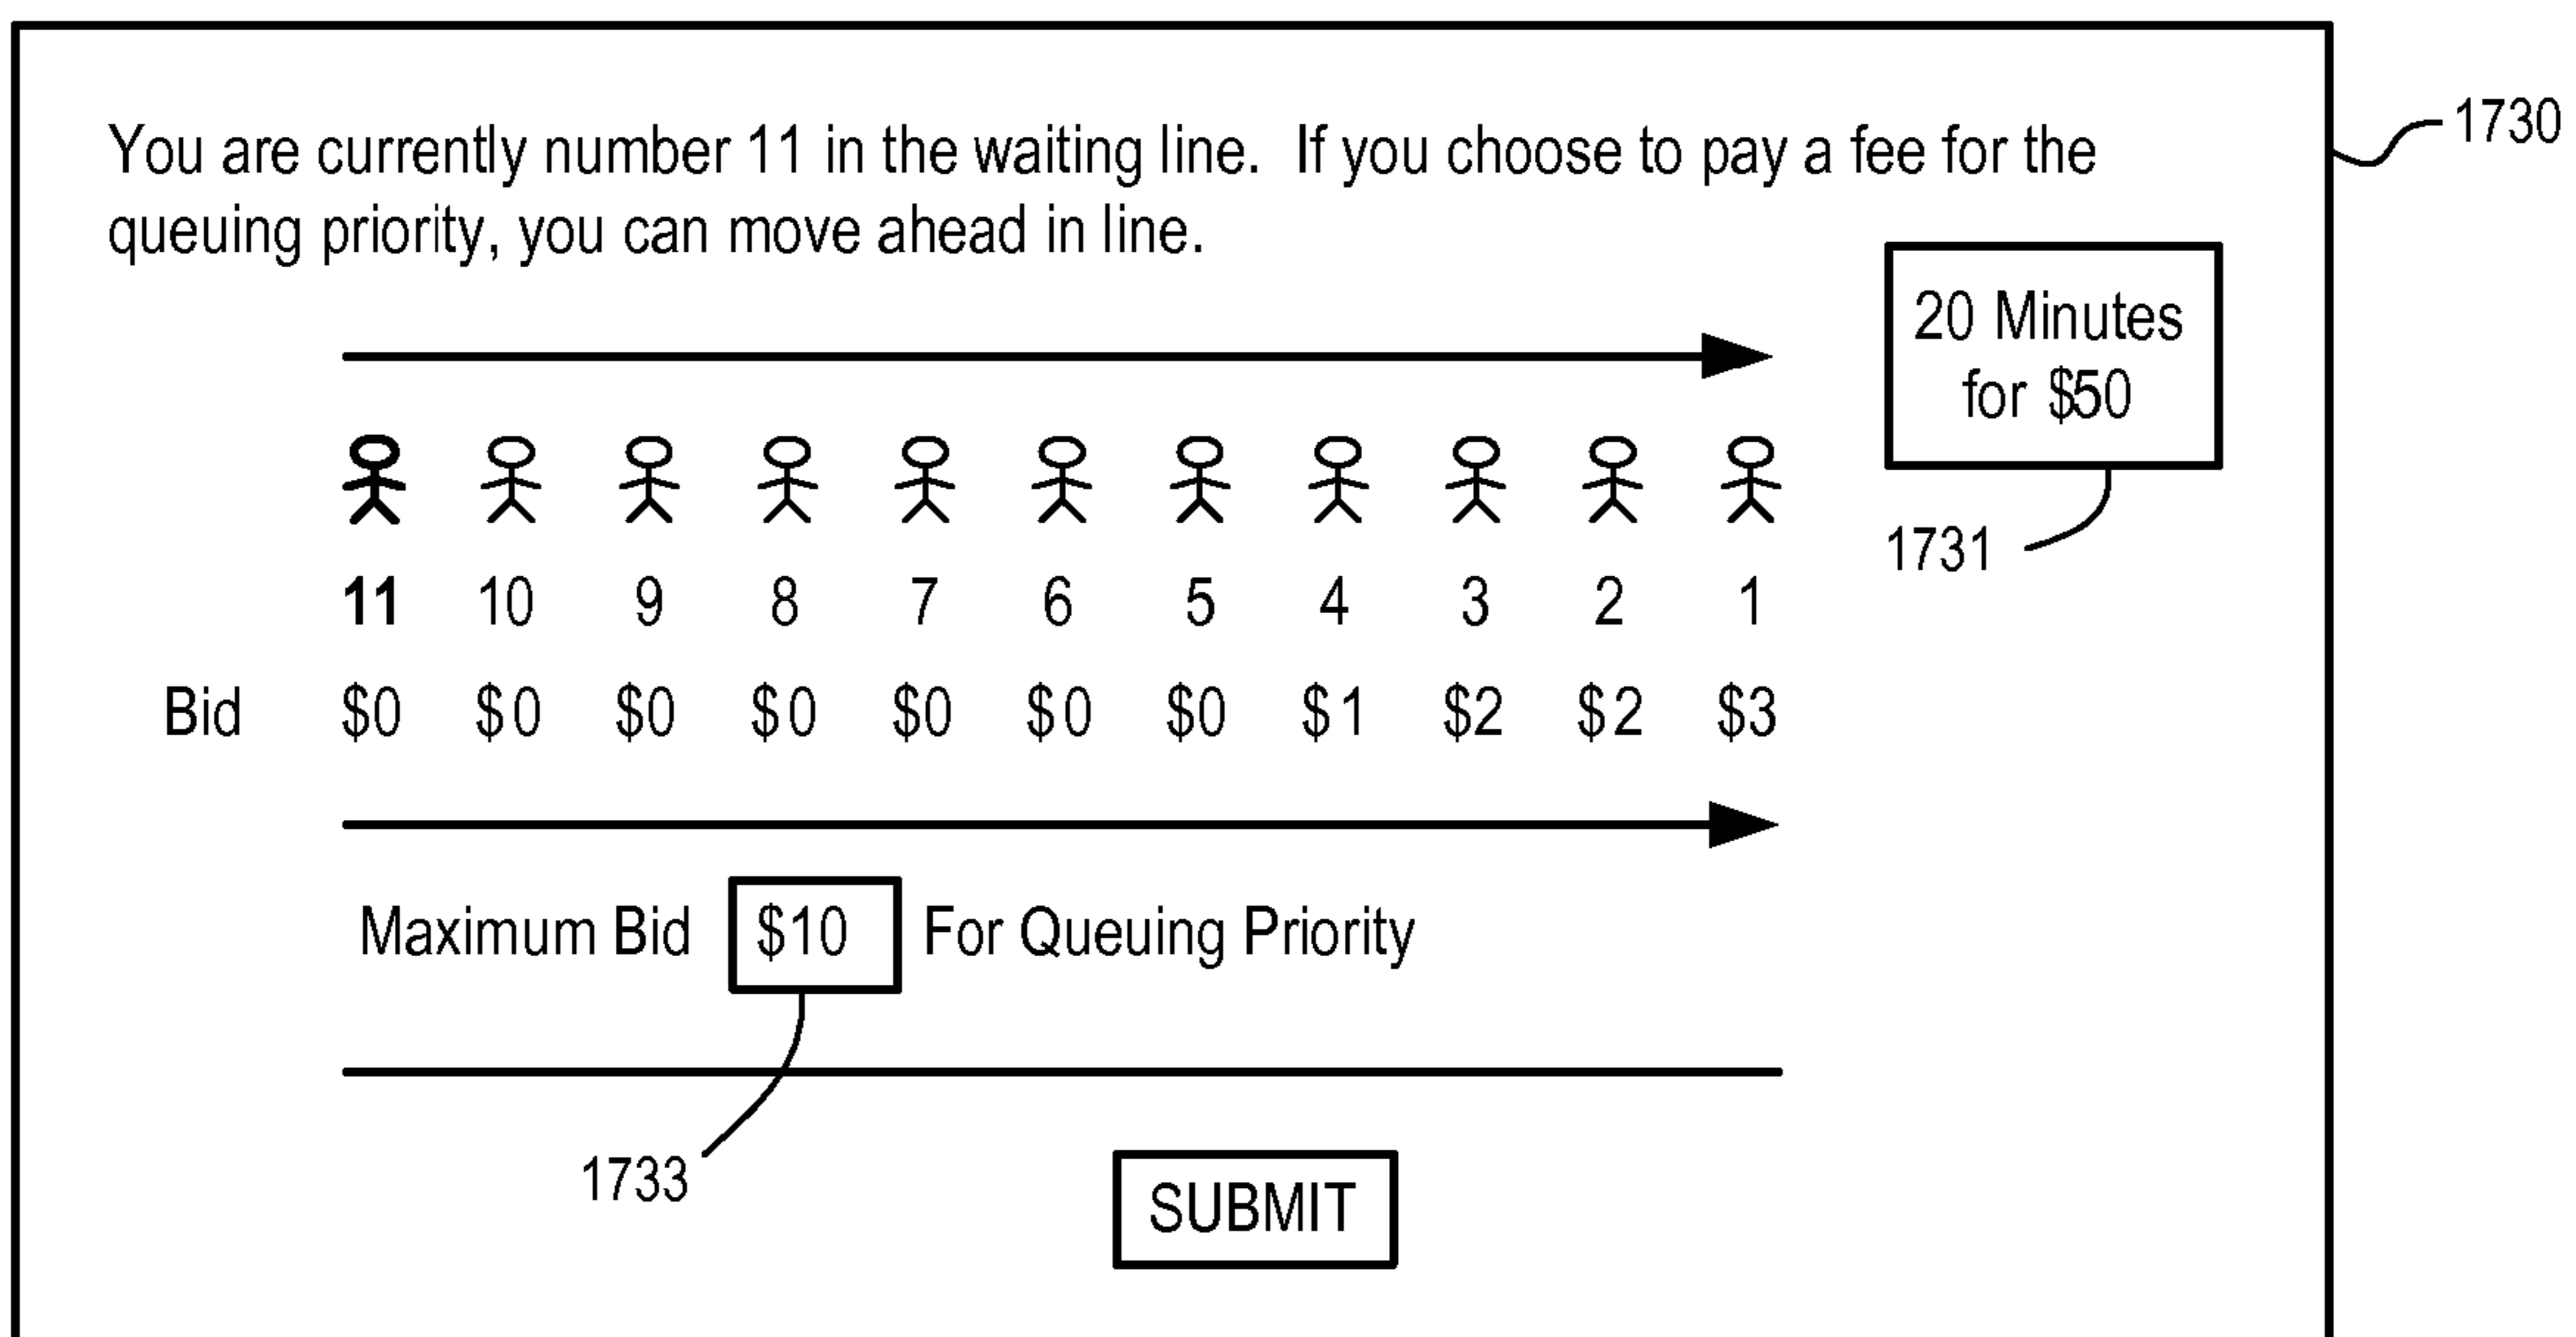 You are currently number 11 in the waiting line. If you choose to pay a fee for the
queuing priority, you can move ahead in line.
1730
20 Minutes
for $50
1731
11 10 9 8 7 6 5 4 3 2 1
Bid $0 $0 $0 $0 $0 $0 $0 $1 $2 $2 $3
Maximum Bid $10 For Queuing Priority
1733
SUBMIT